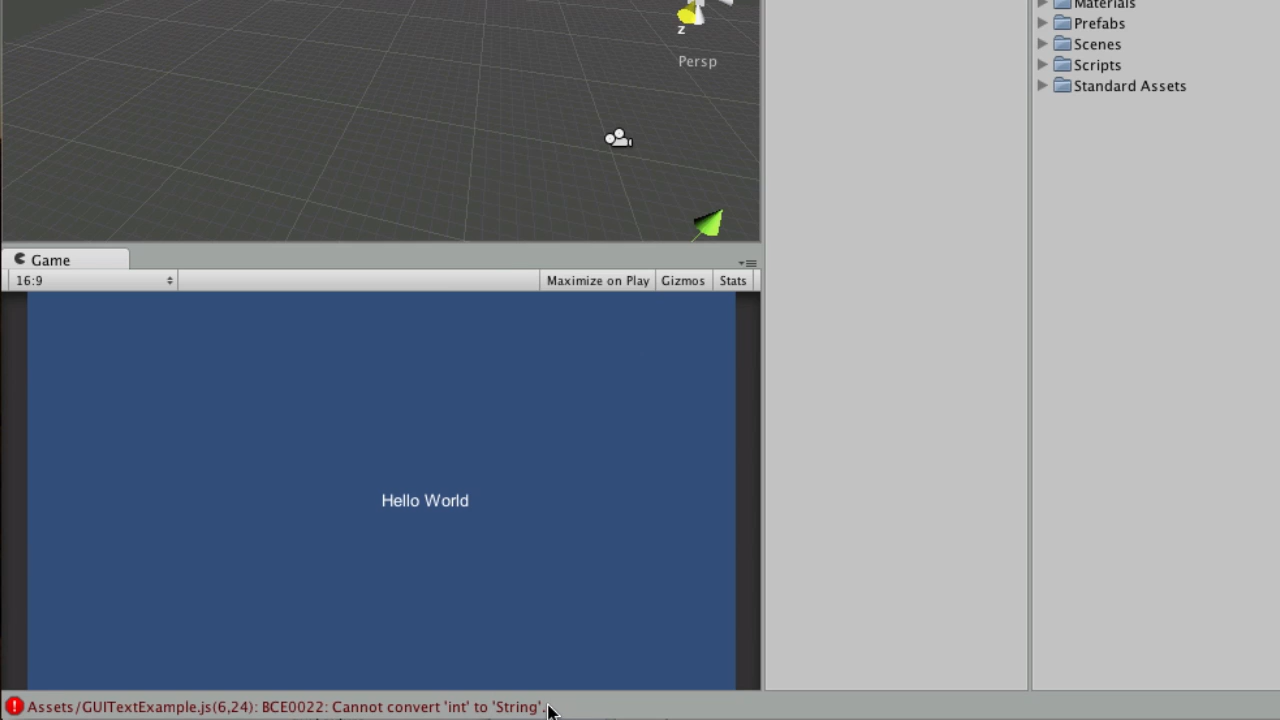 Materials
z
Prefabs
Scenes
Persp
Scripts
Standard Assets
Game
16:9
Maximize on Play
Gizmos
Stats
Hello World
Assets/GUITextExample.js(6,24): BCE0022: Cannot convert 'int' to 'String'.